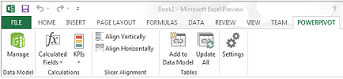 Book1 - Microsoft Excel Preview
FILE HOME INSERT PAGE LAYOUT FORMULAS DATA REVIEW VIEW TEAM POWERPIVOT
Manage Calculated Fields KPIs Align Vertically Align Horizontally Add to Data Model Update All Settings
Data Model Calculations Slicer Alignment Tables